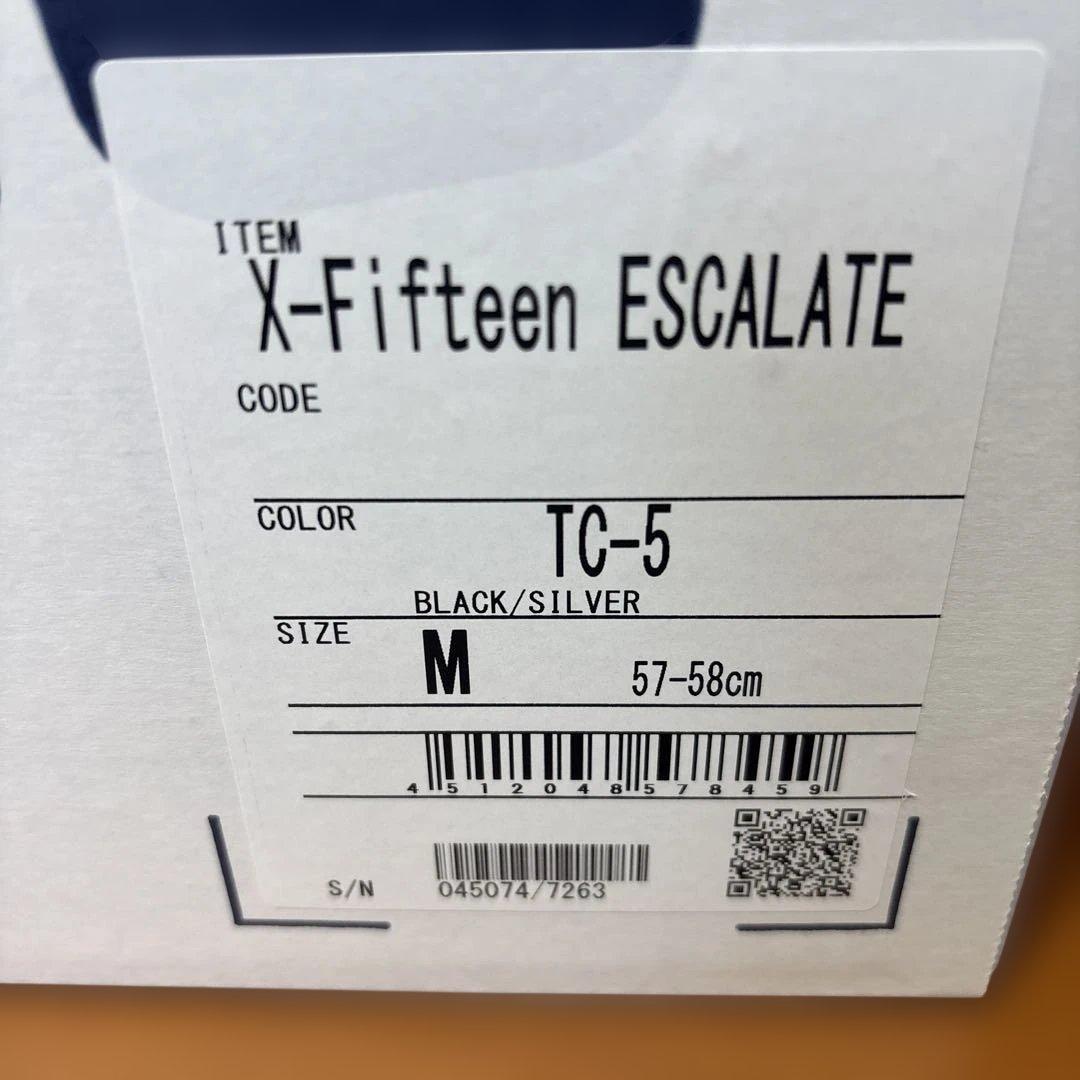 ITEM
X-Fifteen ESCALATE
CODE
COLOR
TC-5
BLACK/SILVER
SIZE
M 57-58cm
4 512048 578459
S/N 045074/7263